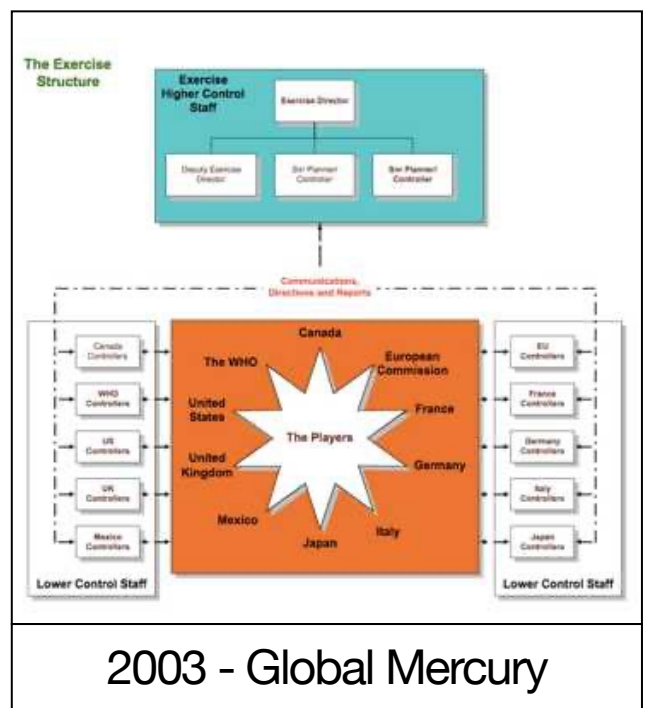 The Exercise
Structure
Exercise
Higher Control
Staff
Exercise Director
Deputy Exercise
Director
Snr Planner/
Controller
Snr Planner/
Controller
Communications,
Directions and Reports
Canada
Controllers
WHO
Controllers
US
Controllers
UK
Controllers
Mexico
Controllers
Lower Control Staff
Canada
The WHO
European
Commission
United
States
France
The Players
United
Kingdom
Germany
Mexico
Italy
Japan
EU
Controllers
France
Controllers
Germany
Controllers
Italy
Controllers
Japan
Controllers
Lower Control Staff
2003 - Global Mercury